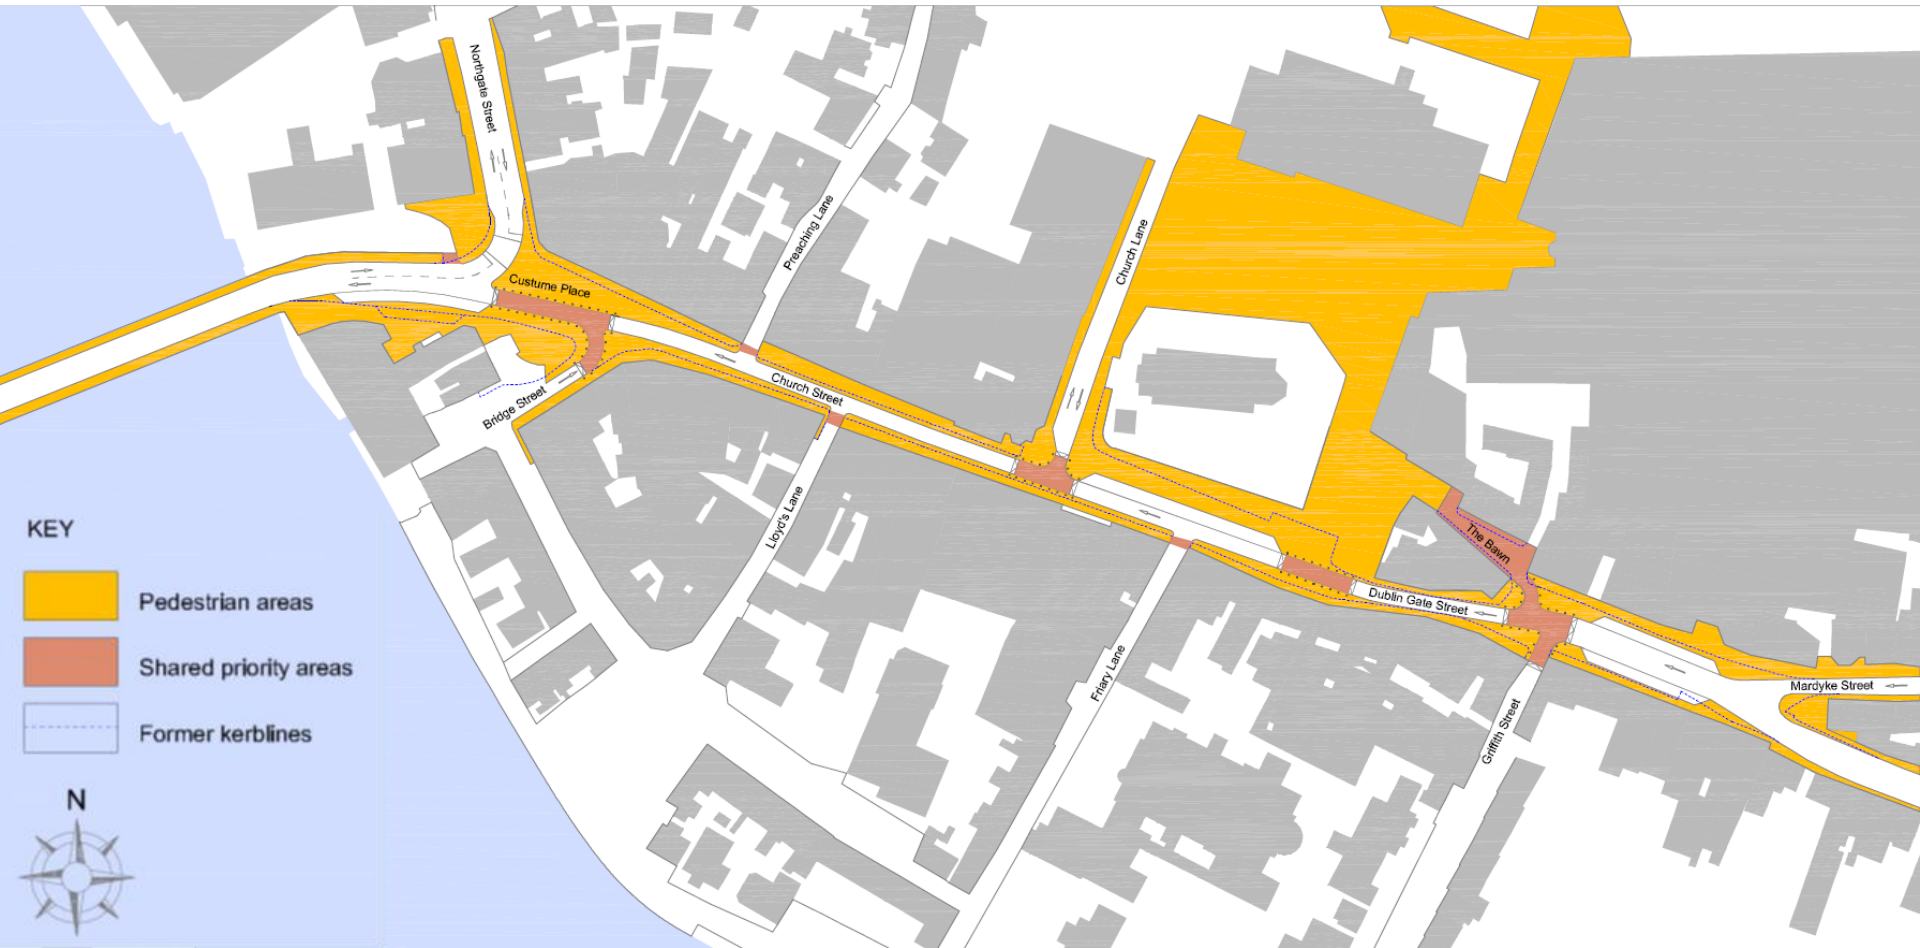 Northgate Street
Custume Place
Preaching Lane
Church Lane
Church Street
Bridge Street
Lloyd's Lane
The Bawn
Dublin Gate Street
Mardyke Street
Friary Lane
Griffith Street
KEY
Pedestrian areas
Shared priority areas
Former kerblines
N